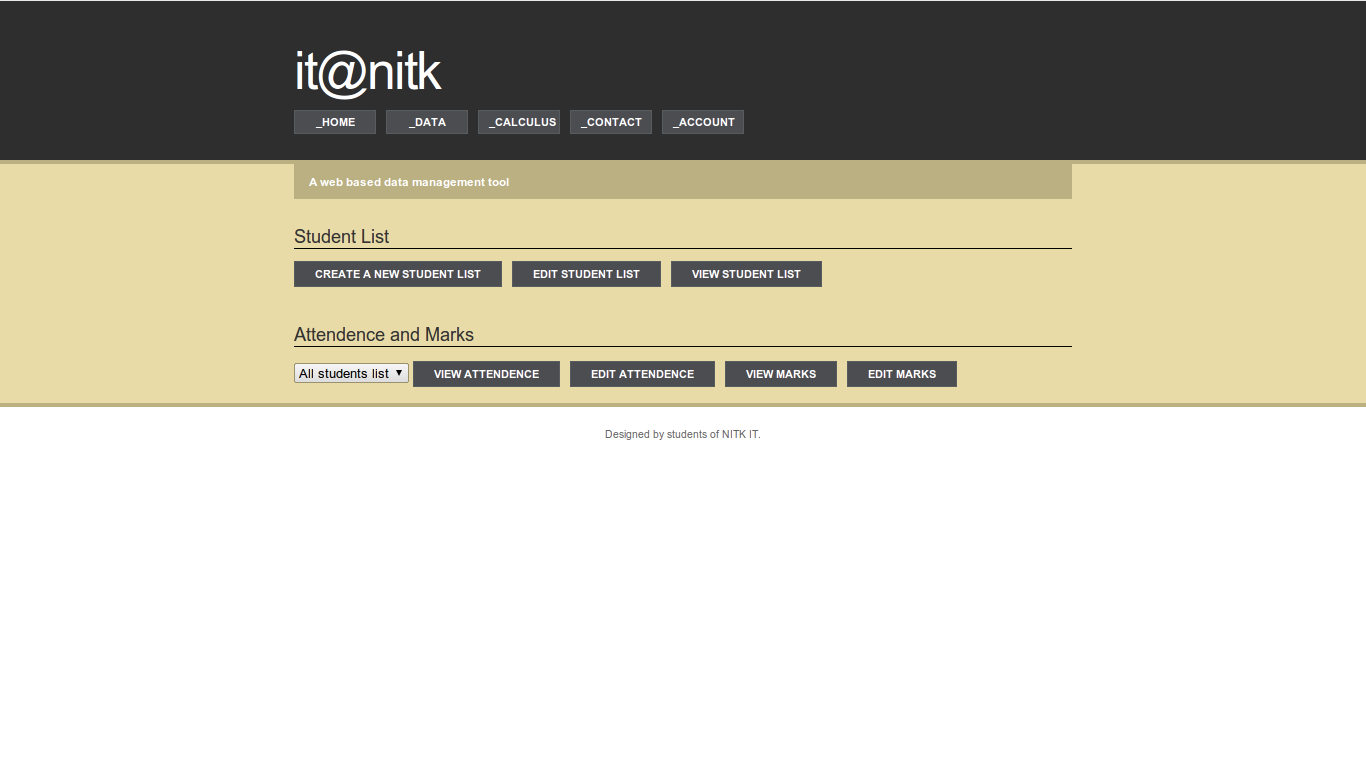 it@nitk
_HOME _DATA _CALCULUS _CONTACT _ACCOUNT
A web based data management tool
Student List
CREATE A NEW STUDENT LIST EDIT STUDENT LIST VIEW STUDENT LIST
Attendence and Marks
All students list VIEW ATTENDENCE EDIT ATTENDENCE VIEW MARKS EDIT MARKS
Designed by students of NITK IT.